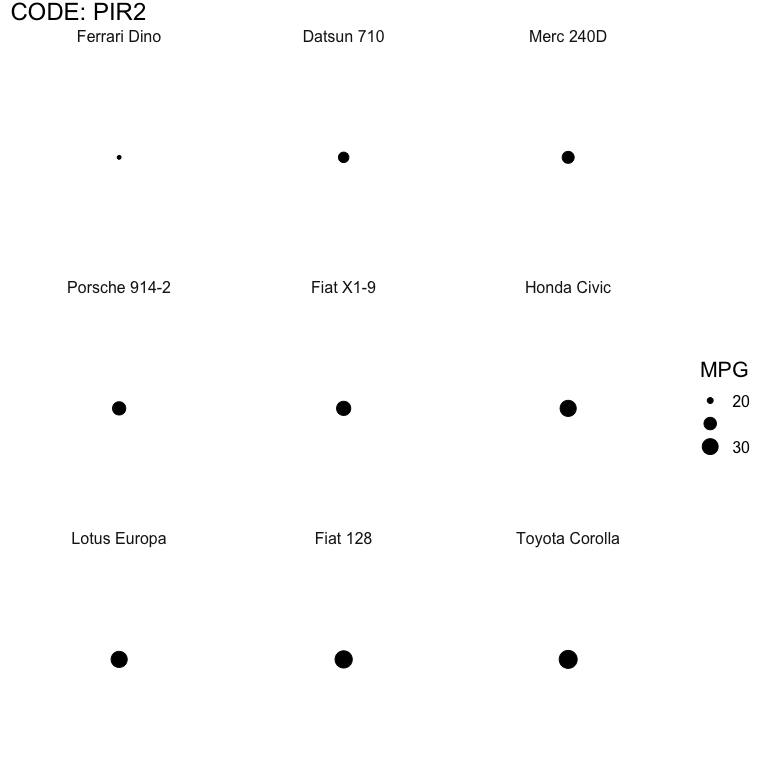 CODE: PIR2
Ferrari Dino
Datsun 710
Merc 240D
Porsche 914-2
Fiat X1-9
Honda Civic
MPG
20
30
Lotus Europa
Fiat 128
Toyota Corolla